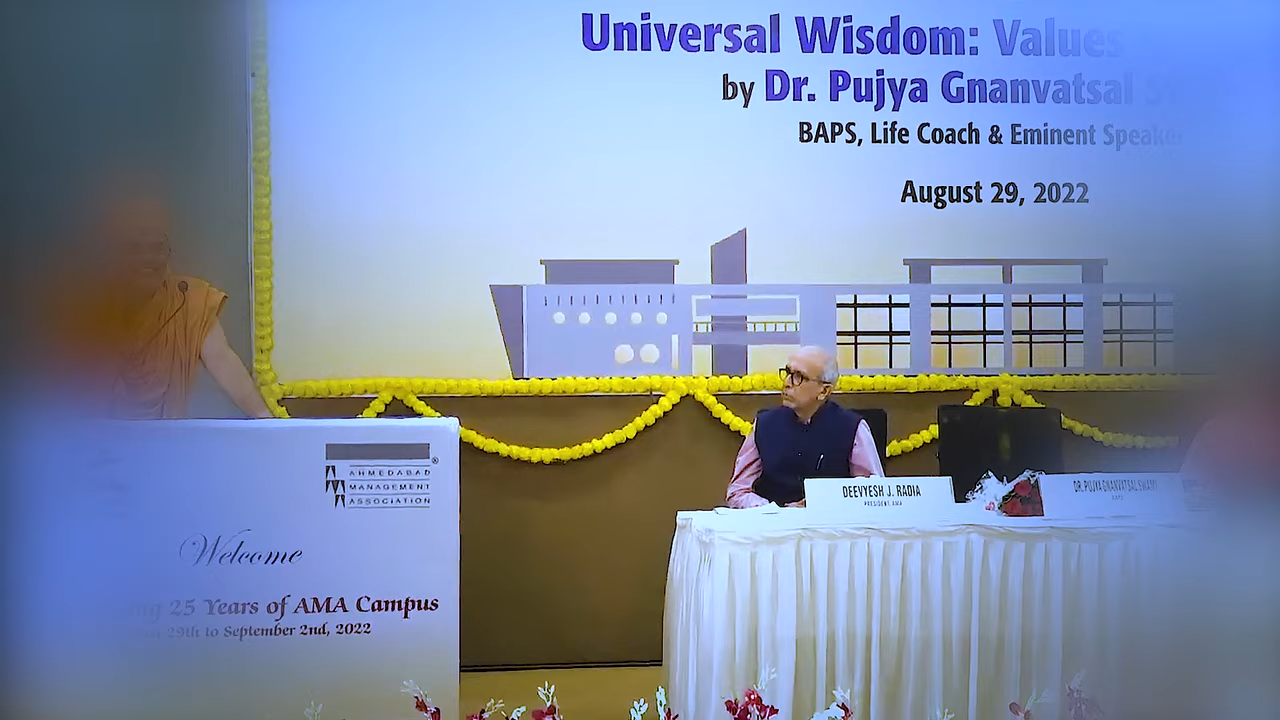 Universal Wisdom: Values
by Dr. Pujya Gnanvatsal
BAPS, Life Coach & Eminent Speaker
August 29, 2022
AHMEDABAD
MANAGEMENT
ASSOCIATION
®
Welcome
25 Years of AMA Campus
29th to September 2nd, 2022
DEEVYESH J. RADIA
PRESIDENT, AMA
DR. PUJYA GNANVATSAL SWAMI
BAPS